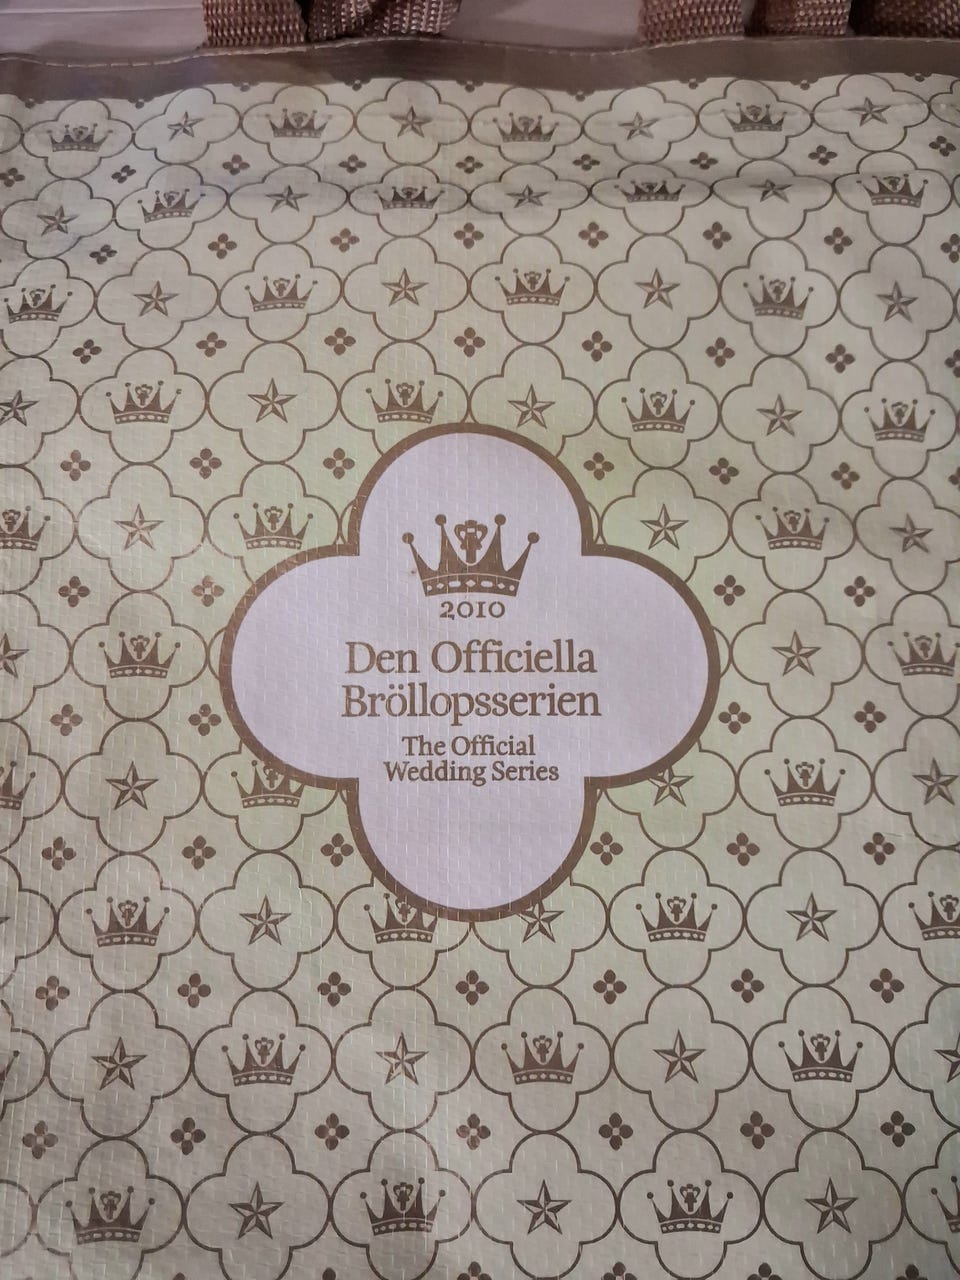 2010
Den Officiella
Bröllopsserien
The Official
Wedding Series